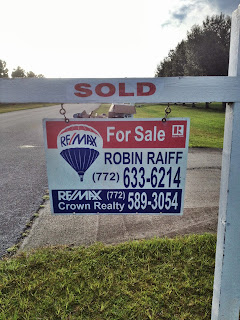 SOLD
RE/MAX For Sale R
ROBIN RAIFF
(772) 633-6214
RE/MAX (772) 589-3054
Crown Realty